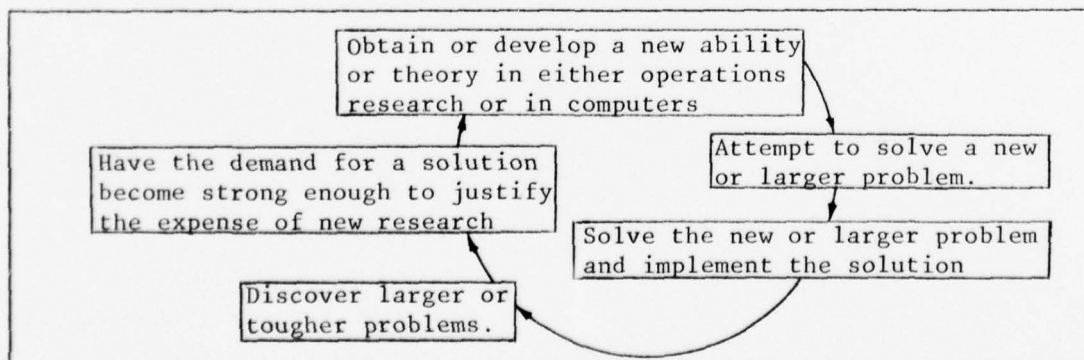 Obtain or develop a new ability
or theory in either operations
research or in computers
Attempt to solve a new
or larger problem.
Solve the new or larger problem
and implement the solution
Discover larger or
tougher problems.
Have the demand for a solution
become strong enough to justify
the expense of new research